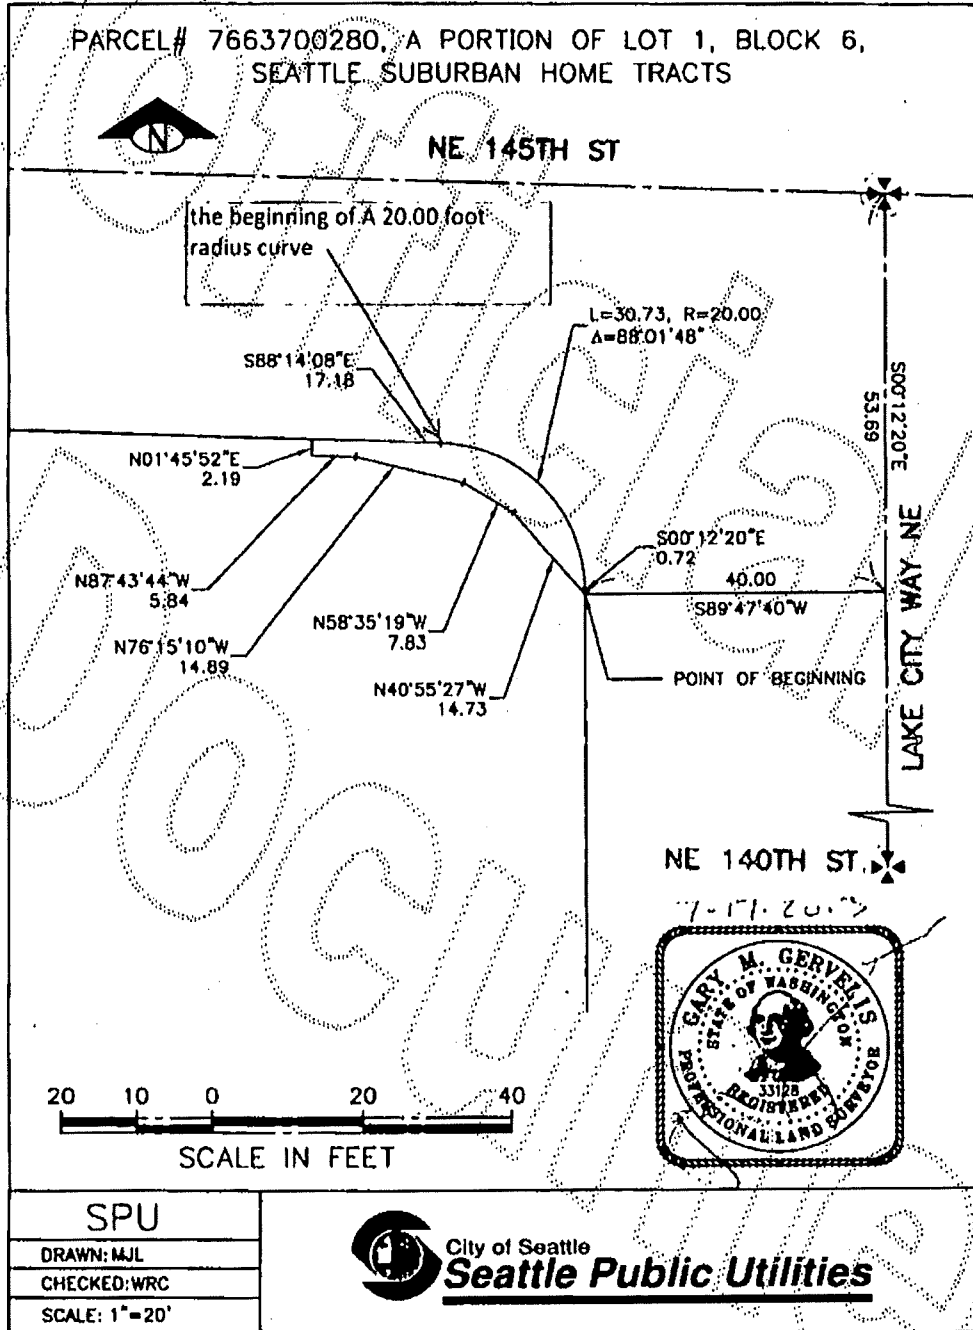 PARCEL# 7663700280, A PORTION OF LOT 1, BLOCK 6,
SEATTLE SUBURBAN HOME TRACTS
N
NE 145TH ST
the beginning of A 20.00 foot
radius curve
L=30.73, R=20.00
Δ=88°01'48"
S88°14'08"E
17.18
S00°12'20"E
53.69
N01°45'52"E
2.19
S00°12'20"E
0.72
40.00
S89°47'40"W
N87°43'44"W
5.84
N58°35'19"W
7.83
N76°15'10"W
14.89
N40°55'27"W
14.73
POINT OF BEGINNING
LAKE CITY WAY NE
NE 140TH ST.
GARY M. GERVELIS
STATE OF WASHINGTON
33128
REGISTERED
PROFESSIONAL LAND SURVEYOR
20 10 0 20 40
SCALE IN FEET
SPU
DRAWN: MJL
CHECKED: WRC
SCALE: 1"=20'
City of Seattle
Seattle Public Utilities
Unofficial
Document